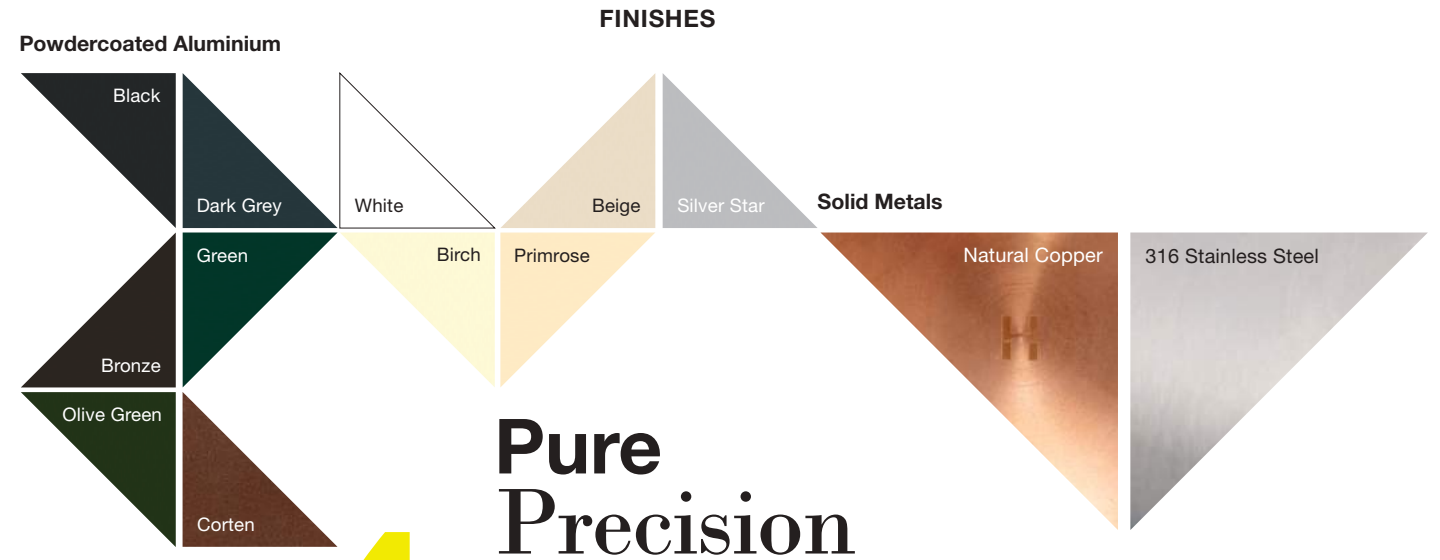 FINISHES
Powdercoated Aluminium
Black
Dark Grey
White
Beige
Silver Star
Solid Metals
Green
Birch
Primrose
Natural Copper
316 Stainless Steel
Bronze
Olive Green
Corten
Pure
Precision